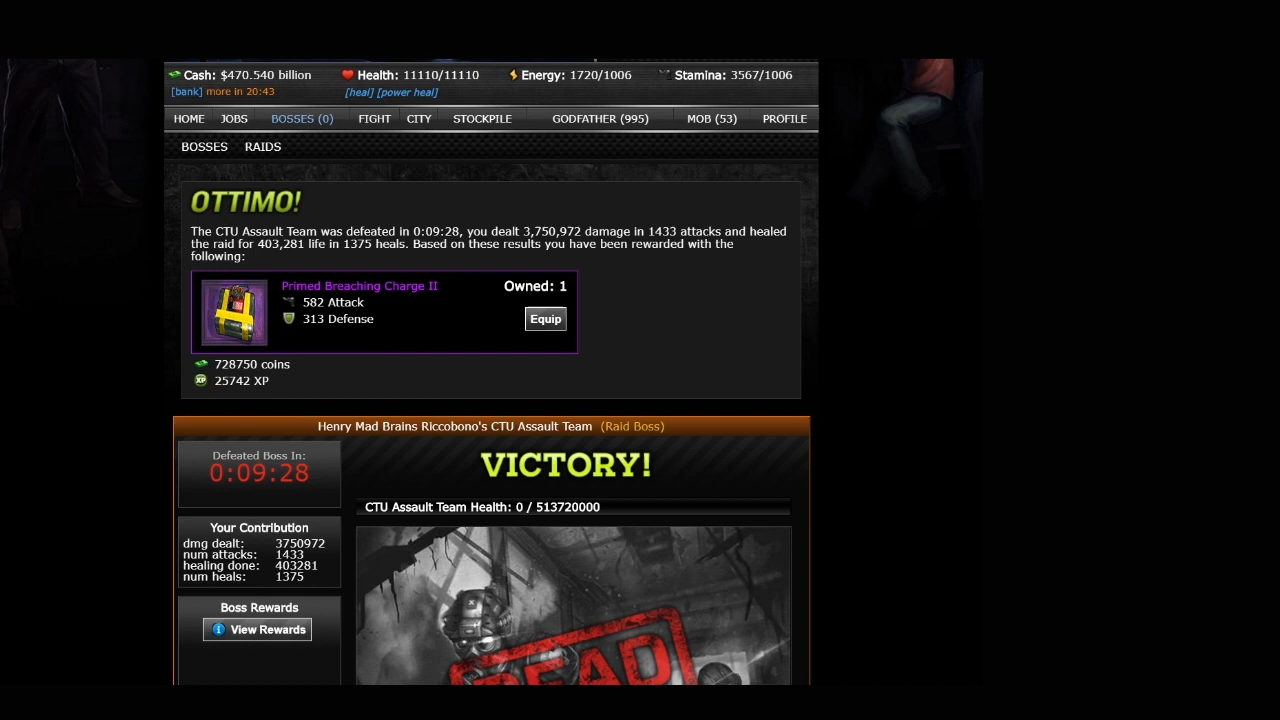 Cash: $470.540 billion Health: 11110/11110 Energy: 1720/1006 Stamina: 3567/1006
[bank] more in 20:43 [heal] [power heal]
HOME JOBS BOSSES (0) FIGHT CITY STOCKPILE GODFATHER (995) MOB (53) PROFILE
BOSSES RAIDS
OTTIMO!
The CTU Assault Team was defeated in 0:09:28, you dealt 3,750,972 damage in 1433 attacks and healed
the raid for 403,281 life in 1375 heals. Based on these results you have been rewarded with the
following:
Primed Breaching Charge II Owned: 1
582 Attack
313 Defense
Equip
728750 coins
XP 25742 XP
Henry Mad Brains Riccobono's CTU Assault Team (Raid Boss)
Defeated Boss In:
0:09:28
VICTORY!
CTU Assault Team Health: 0 / 513720000
Your Contribution
dmg dealt: 3750972
num attacks: 1433
healing done: 403281
num heals: 1375
Boss Rewards
View Rewards
DEAD